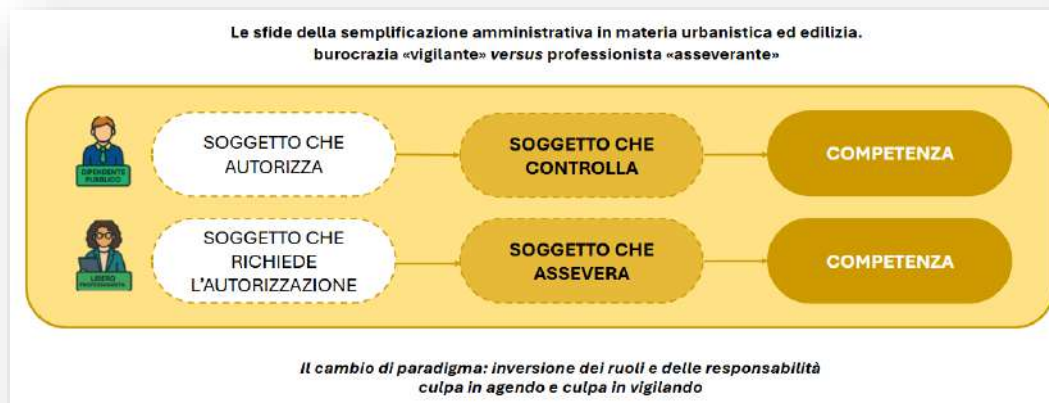 Le sfide della semplificazione amministrativa in materia urbanistica ed edilizia.
burocrazia «vigilante» versus professionista «asseverante»
DIPENDENTE
PUBBLICO
SOGGETTO CHE
AUTORIZZA
SOGGETTO CHE
CONTROLLA
COMPETENZA
LIBERO
PROFESSIONISTA
SOGGETTO CHE
RICHIEDE
L'AUTORIZZAZIONE
SOGGETTO CHE
ASSEVERA
COMPETENZA
Il cambio di paradigma: inversione dei ruoli e delle responsabilità
culpa in agendo e culpa in vigilando